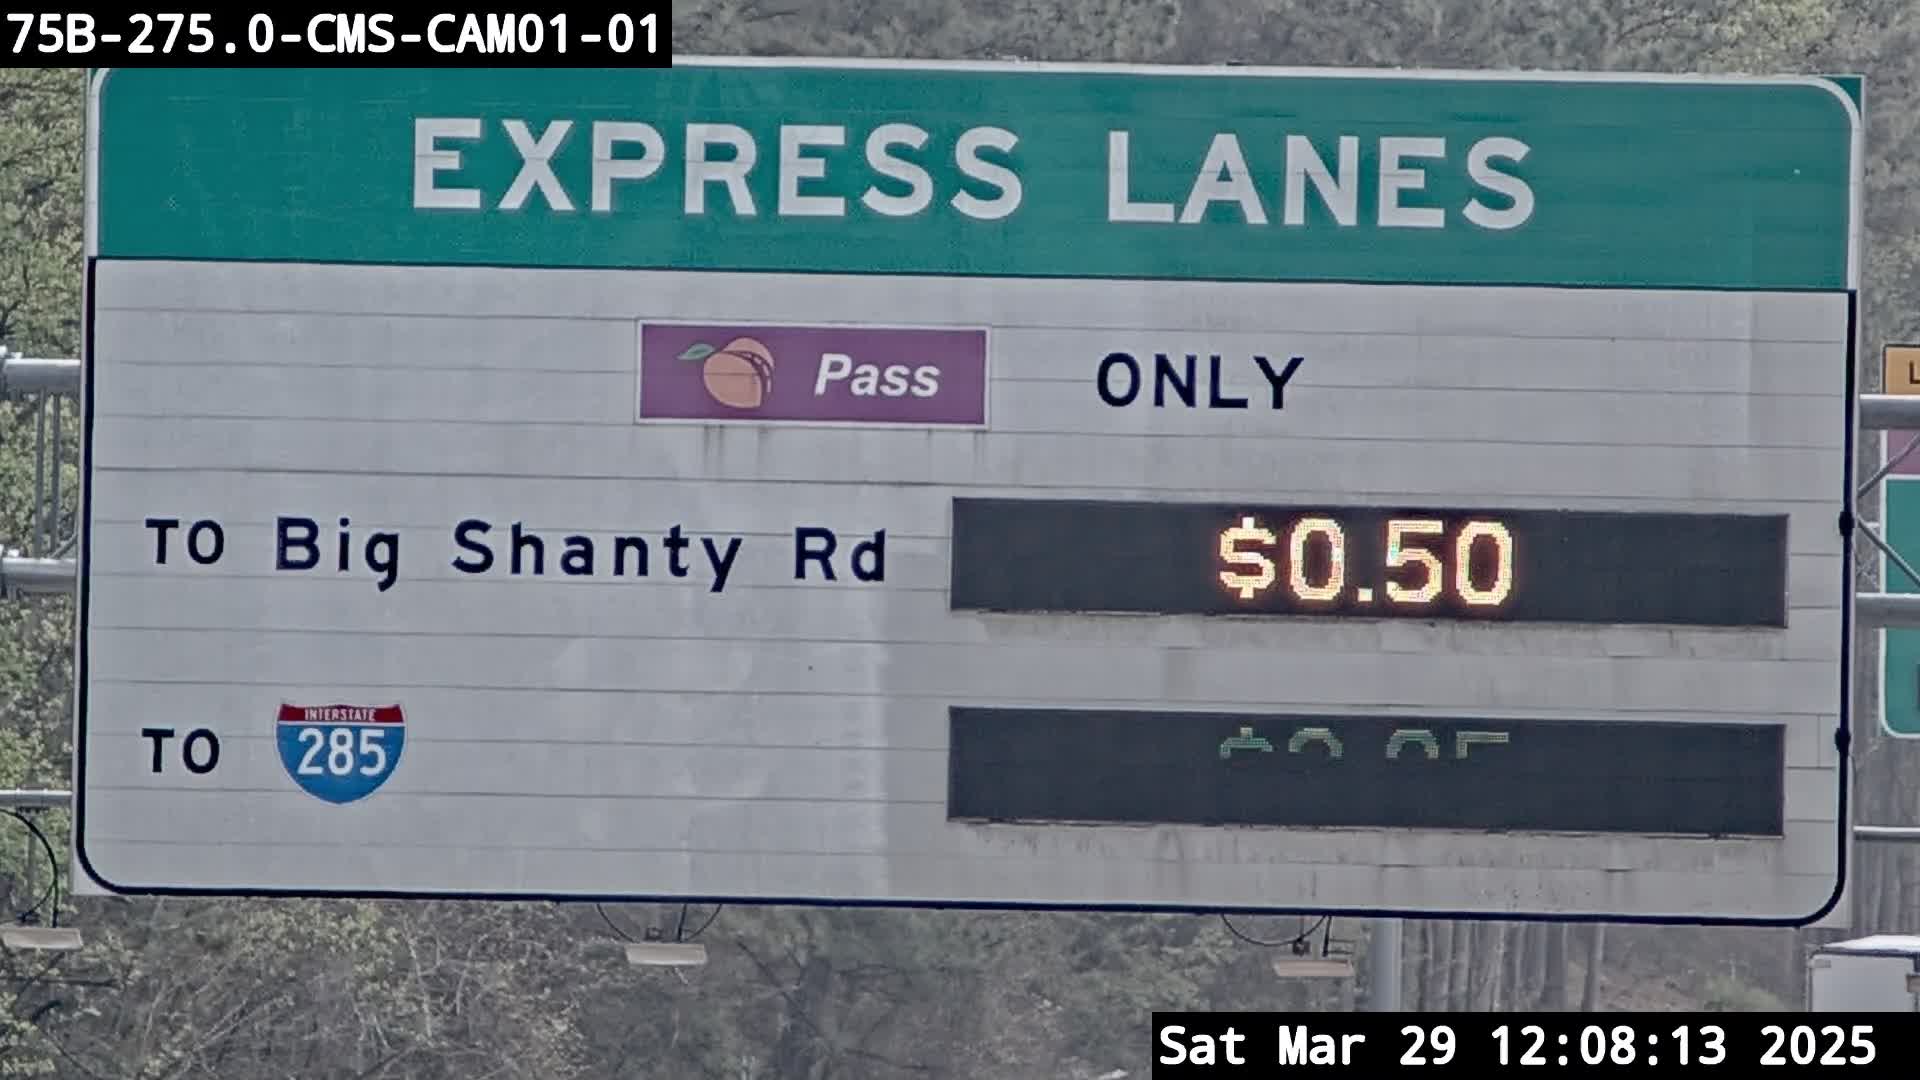 75B-275.0-CMS-CAM01-01
EXPRESS LANES
Pass ONLY
TO Big Shanty Rd $0.50
TO INTERSTATE 285
Sat Mar 29 12:08:13 2025